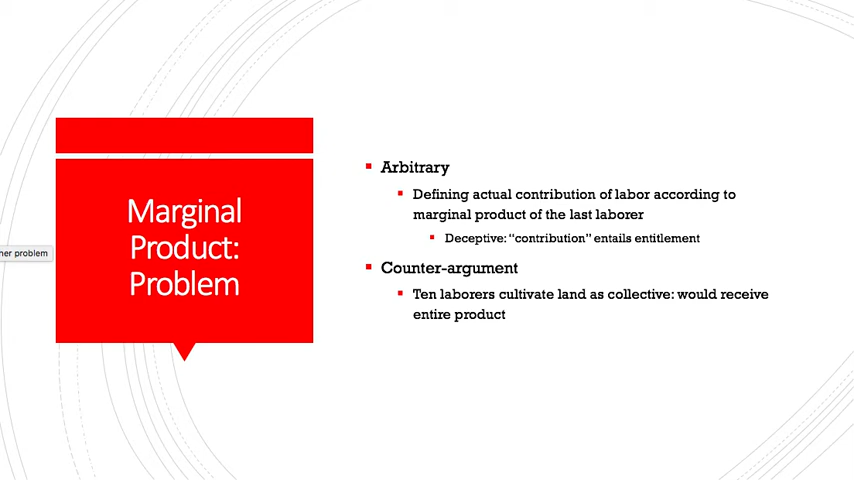 Marginal
Product:
Problem
ner problem
Arbitrary
Defining actual contribution of labor according to
marginal product of the last laborer
Deceptive: “contribution” entails entitlement
Counter-argument
Ten laborers cultivate land as collective: would receive
entire product